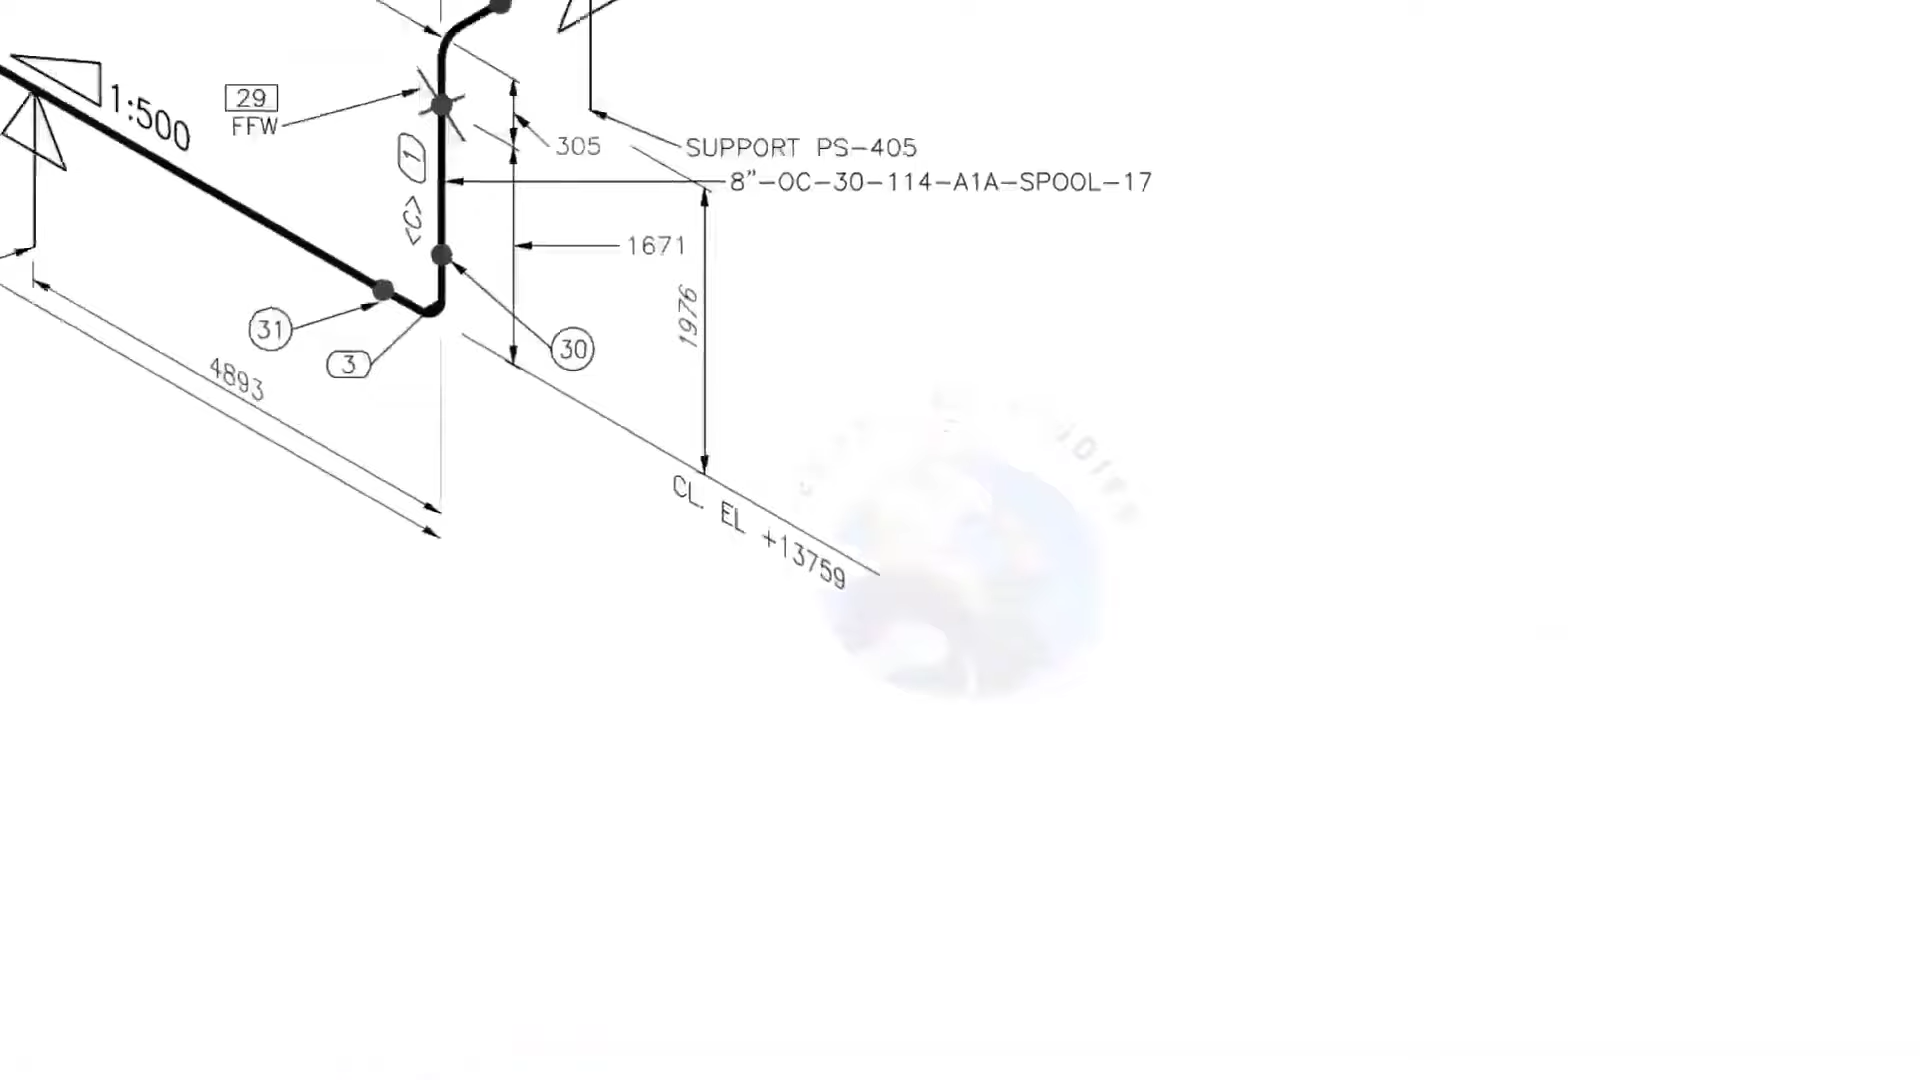 1:500
29
FFW
1
<C>
305
SUPPORT PS-405
8"-OC-30-114-A1A-SPOOL-17
1671
1976
31
3
30
4893
CL. EL +13759